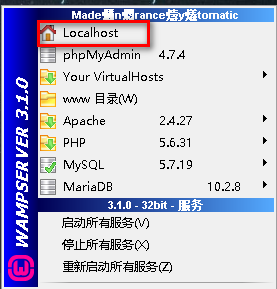 Made in France by Automatic
Localhost
phpMyAdmin 4.7.4
Your VirtualHosts
www 目录(W)
Apache 2.4.27
PHP 5.6.31
MySQL 5.7.19
MariaDB 10.2.8
3.1.0 - 32bit - 服务
启动所有服务(V)
停止所有服务(X)
重新启动所有服务(Z)
WAMPSERVER 3.1.0